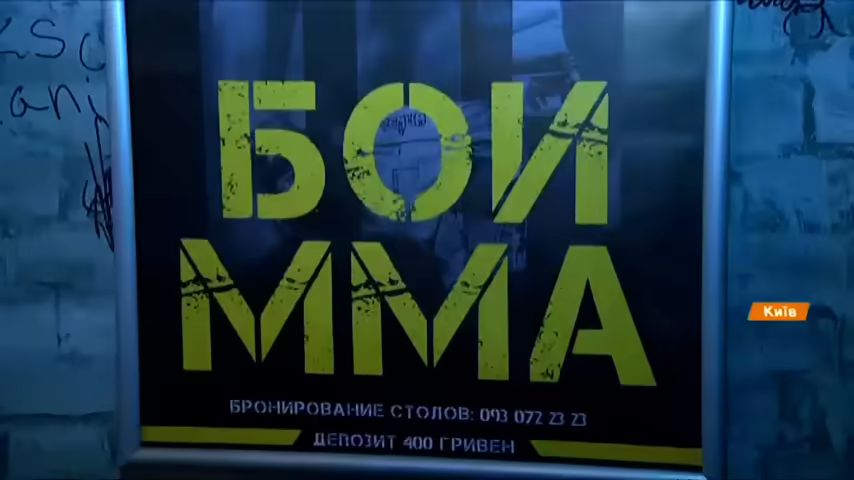 БОИ
ММА
Київ
БРОНИРОВАНИЕ СТОЛОВ: 093 072 23 23
ДЕПОЗИТ 400 ГРИВЕН